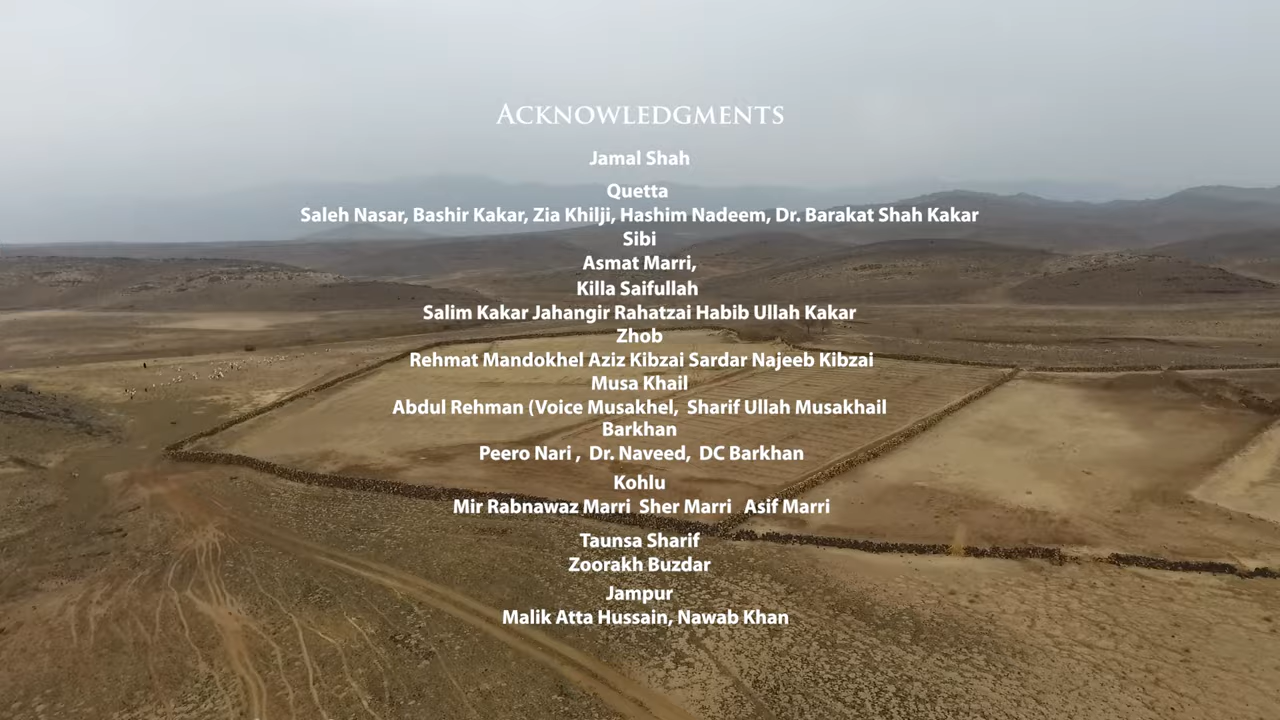 ACKNOWLEDGMENTS
Jamal Shah
Quetta
Saleh Nasar, Bashir Kakar, Zia Khilji, Hashim Nadeem, Dr. Barakat Shah Kakar
Sibi
Asmat Marri,
Killa Saifullah
Salim Kakar Jahangir Rahatzai Habib Ullah Kakar
Zhob
Rehmat Mandokhel Aziz Kibzai Sardar Najeeb Kibzai
Musa Khail
Abdul Rehman (Voice Musakhel, Sharif Ullah Musakhail
Barkhan
Peero Nari , Dr. Naveed, DC Barkhan
Kohlu
Mir Rabnawaz Marri Sher Marri Asif Marri
Taunsa Sharif
Zoorakh Buzdar
Jampur
Malik Atta Hussain, Nawab Khan